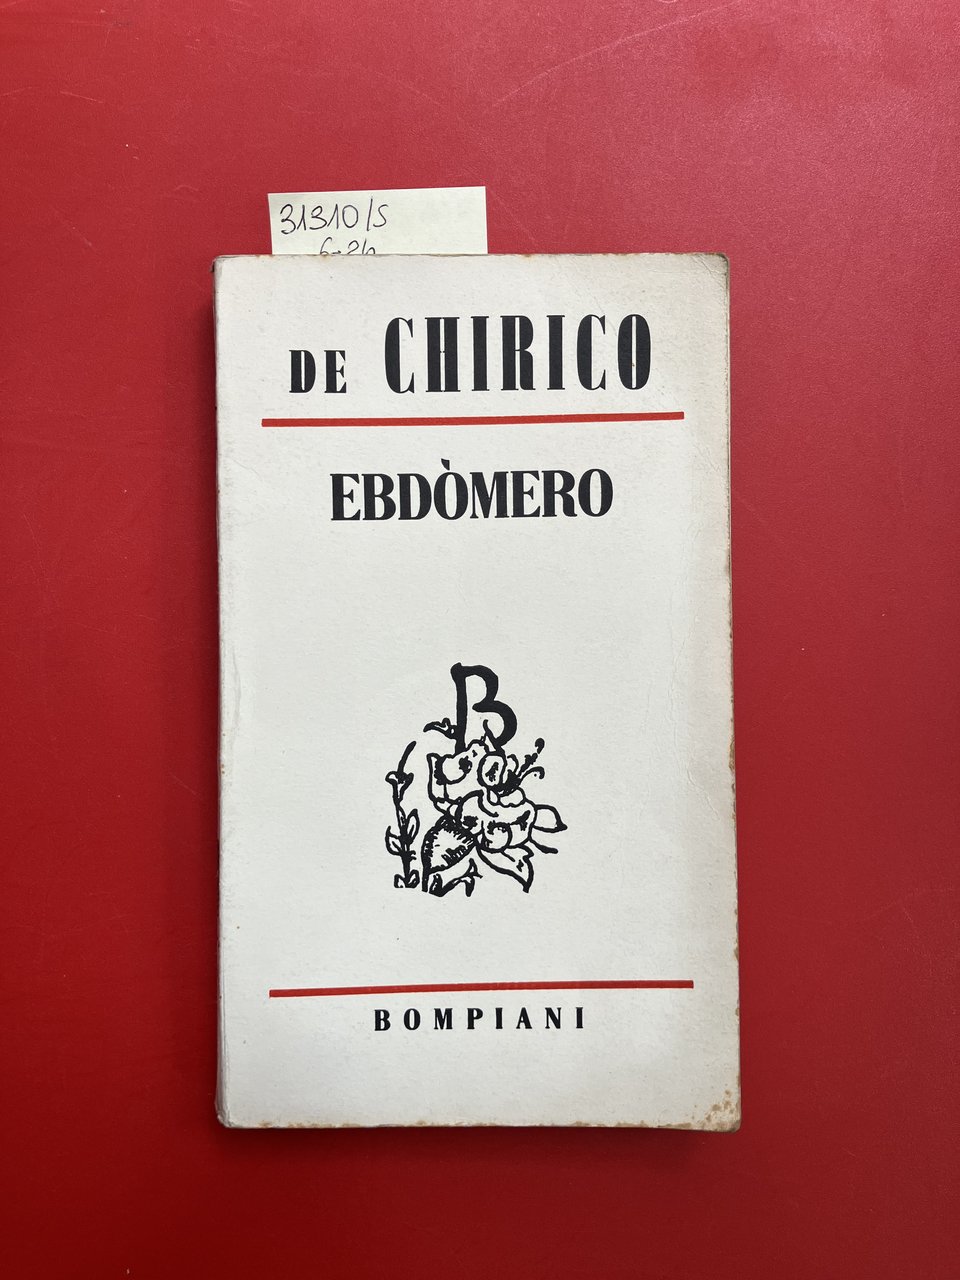 31310/S
DE CHIRICO
EBDÒMERO
B
BOMPIANI